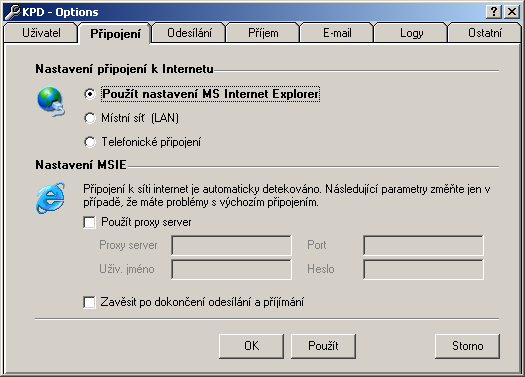 KPD - Options
Uživatel Připojení Odesílání Příjem E-mail Logy Ostatní
Nastavení připojení k Internetu
Použít nastavení MS Internet Explorer
Místní síť (LAN)
Telefonické připojení
Nastavení MSIE
Připojení k síti internet je automaticky detekováno. Následující parametry změňte jen v
případě, že máte problémy s výchozím připojením.
Použít proxy server
Proxy server Port
Uživ. jméno Heslo
Zavěsit po dokončení odesílání a příjímání
OK Použít Storno